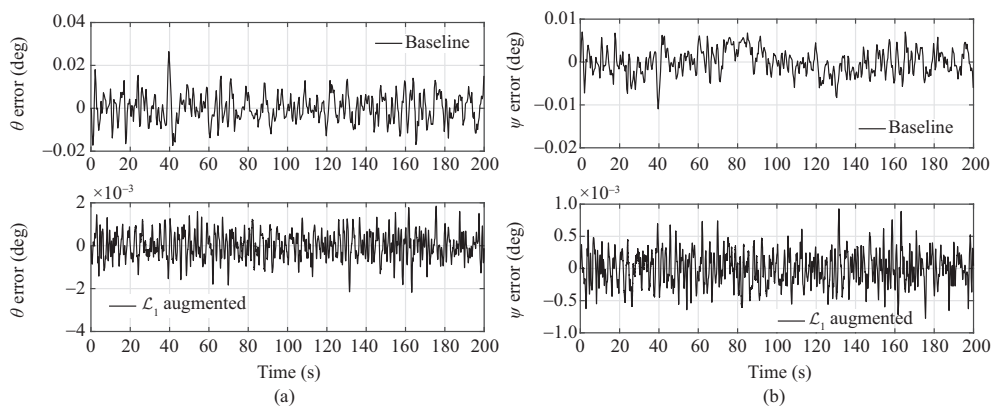 0.04
0.02
0
−0.02
θ error (deg)
Baseline
0 20 40 60 80 100 120 140 160 180 200
×10−3
2
0
−2
−4
θ error (deg)
ℒ1 augmented
0 20 40 60 80 100 120 140 160 180 200
Time (s)
(a)
0.01
0
−0.01
−0.02
ψ error (deg)
Baseline
0 20 40 60 80 100 120 140 160 180 200
×10−3
1.0
0.5
0
−0.5
−1.0
ψ error (deg)
ℒ1 augmented
0 20 40 60 80 100 120 140 160 180 200
Time (s)
(b)